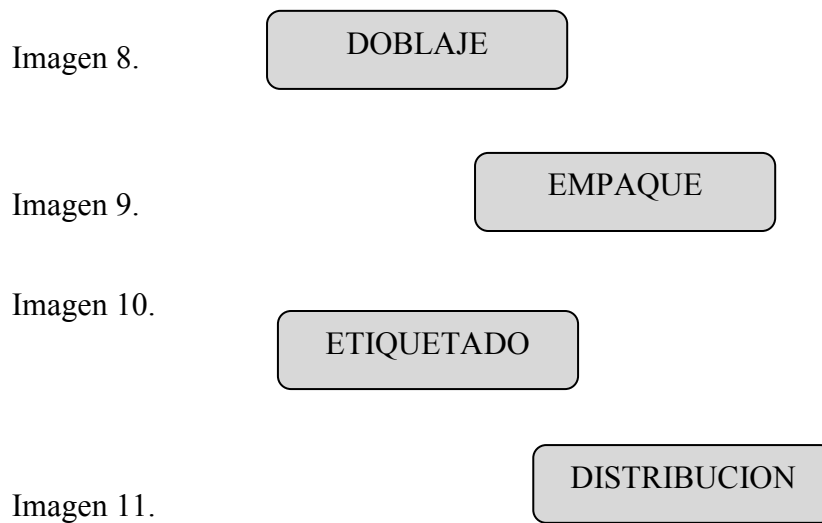 Imagen 8.
DOBLAJE
Imagen 9.
EMPAQUE
Imagen 10.
ETIQUETADO
Imagen 11.
DISTRIBUCION